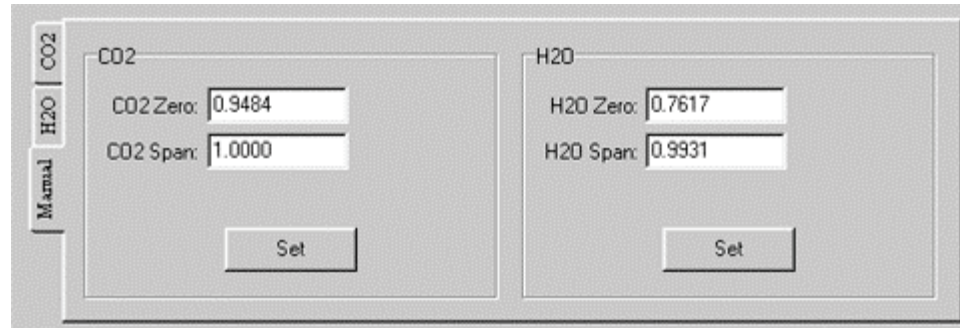 CO2
H2O
Manual
CO2
CO2 Zero: 0.9484
CO2 Span: 1.0000
Set
H2O
H2O Zero: 0.7617
H2O Span: 0.9931
Set